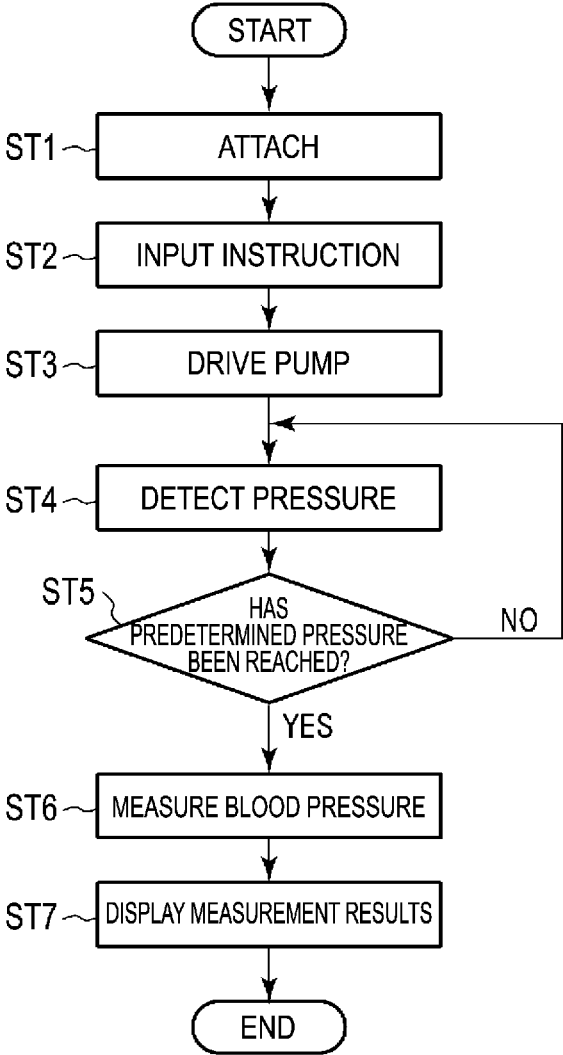 START
ST1
ATTACH
ST2
INPUT INSTRUCTION
ST3
DRIVE PUMP
ST4
DETECT PRESSURE
ST5
HAS
PREDETERMINED PRESSURE
BEEN REACHED?
NO
YES
ST6
MEASURE BLOOD PRESSURE
ST7
DISPLAY MEASUREMENT RESULTS
END